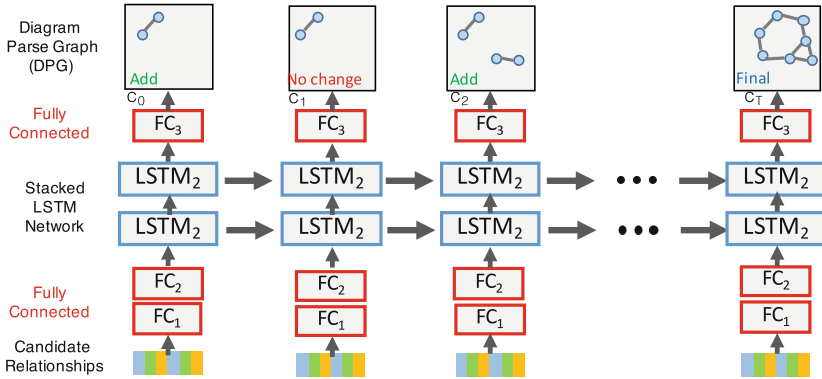 Diagram
Parse Graph
(DPG)
Add
No change
Add
Final
C0
C1
C2
CT
Fully
Connected
FC3
FC3
FC3
FC3
Stacked
LSTM
Network
LSTM2
LSTM2
LSTM2
LSTM2
LSTM2
LSTM2
LSTM2
LSTM2
Fully
Connected
FC2
FC2
FC2
FC2
FC1
FC1
FC1
FC1
Candidate
Relationships